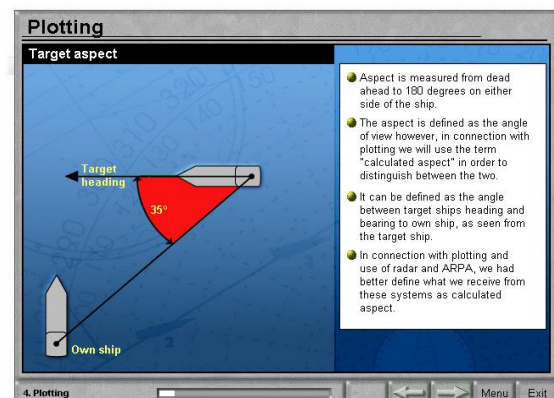 Plotting
Target aspect
Target
heading
35°
Own ship
Aspect is measured from dead
ahead to 180 degrees on either
side of the ship.
The aspect is defined as the angle
of view however, in connection with
plotting we will use the term
"calculated aspect" in order to
distinguish between the two.
It can be defined as the angle
between target ships heading and
bearing to own ship, as seen from
the target ship.
In connection with plotting and
use of radar and ARPA, we had
better define what we receive from
these systems as calculated
aspect.
4. Plotting
Menu
Exit